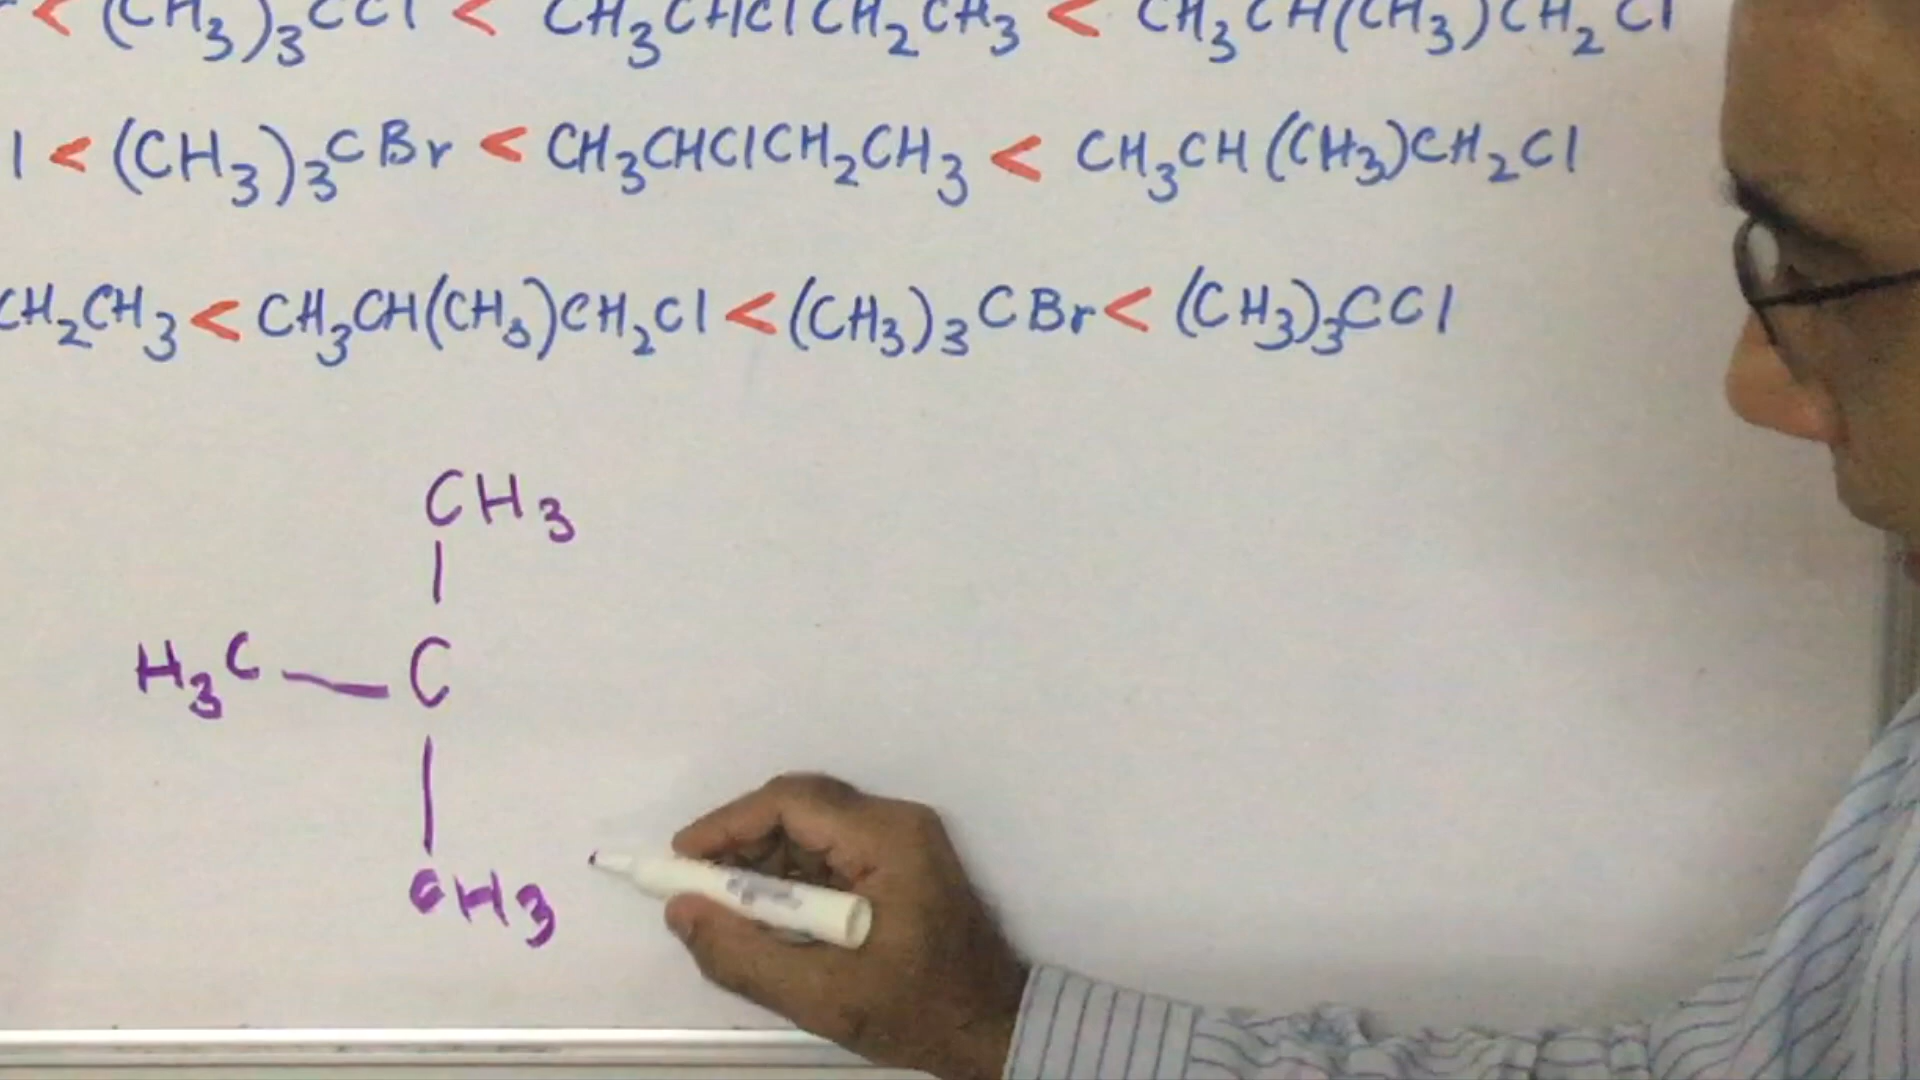 < (CH3)3CCl < CH3CHClCH2CH3 < CH3CH(CH3)CH2Cl
l < (CH3)3CBr < CH3CHClCH2CH3 < CH3CH(CH3)CH2Cl
CH2CH3 < CH3CH(CH3)CH2Cl < (CH3)3CBr < (CH3)3CCl
CH3
H3C — C
CH3